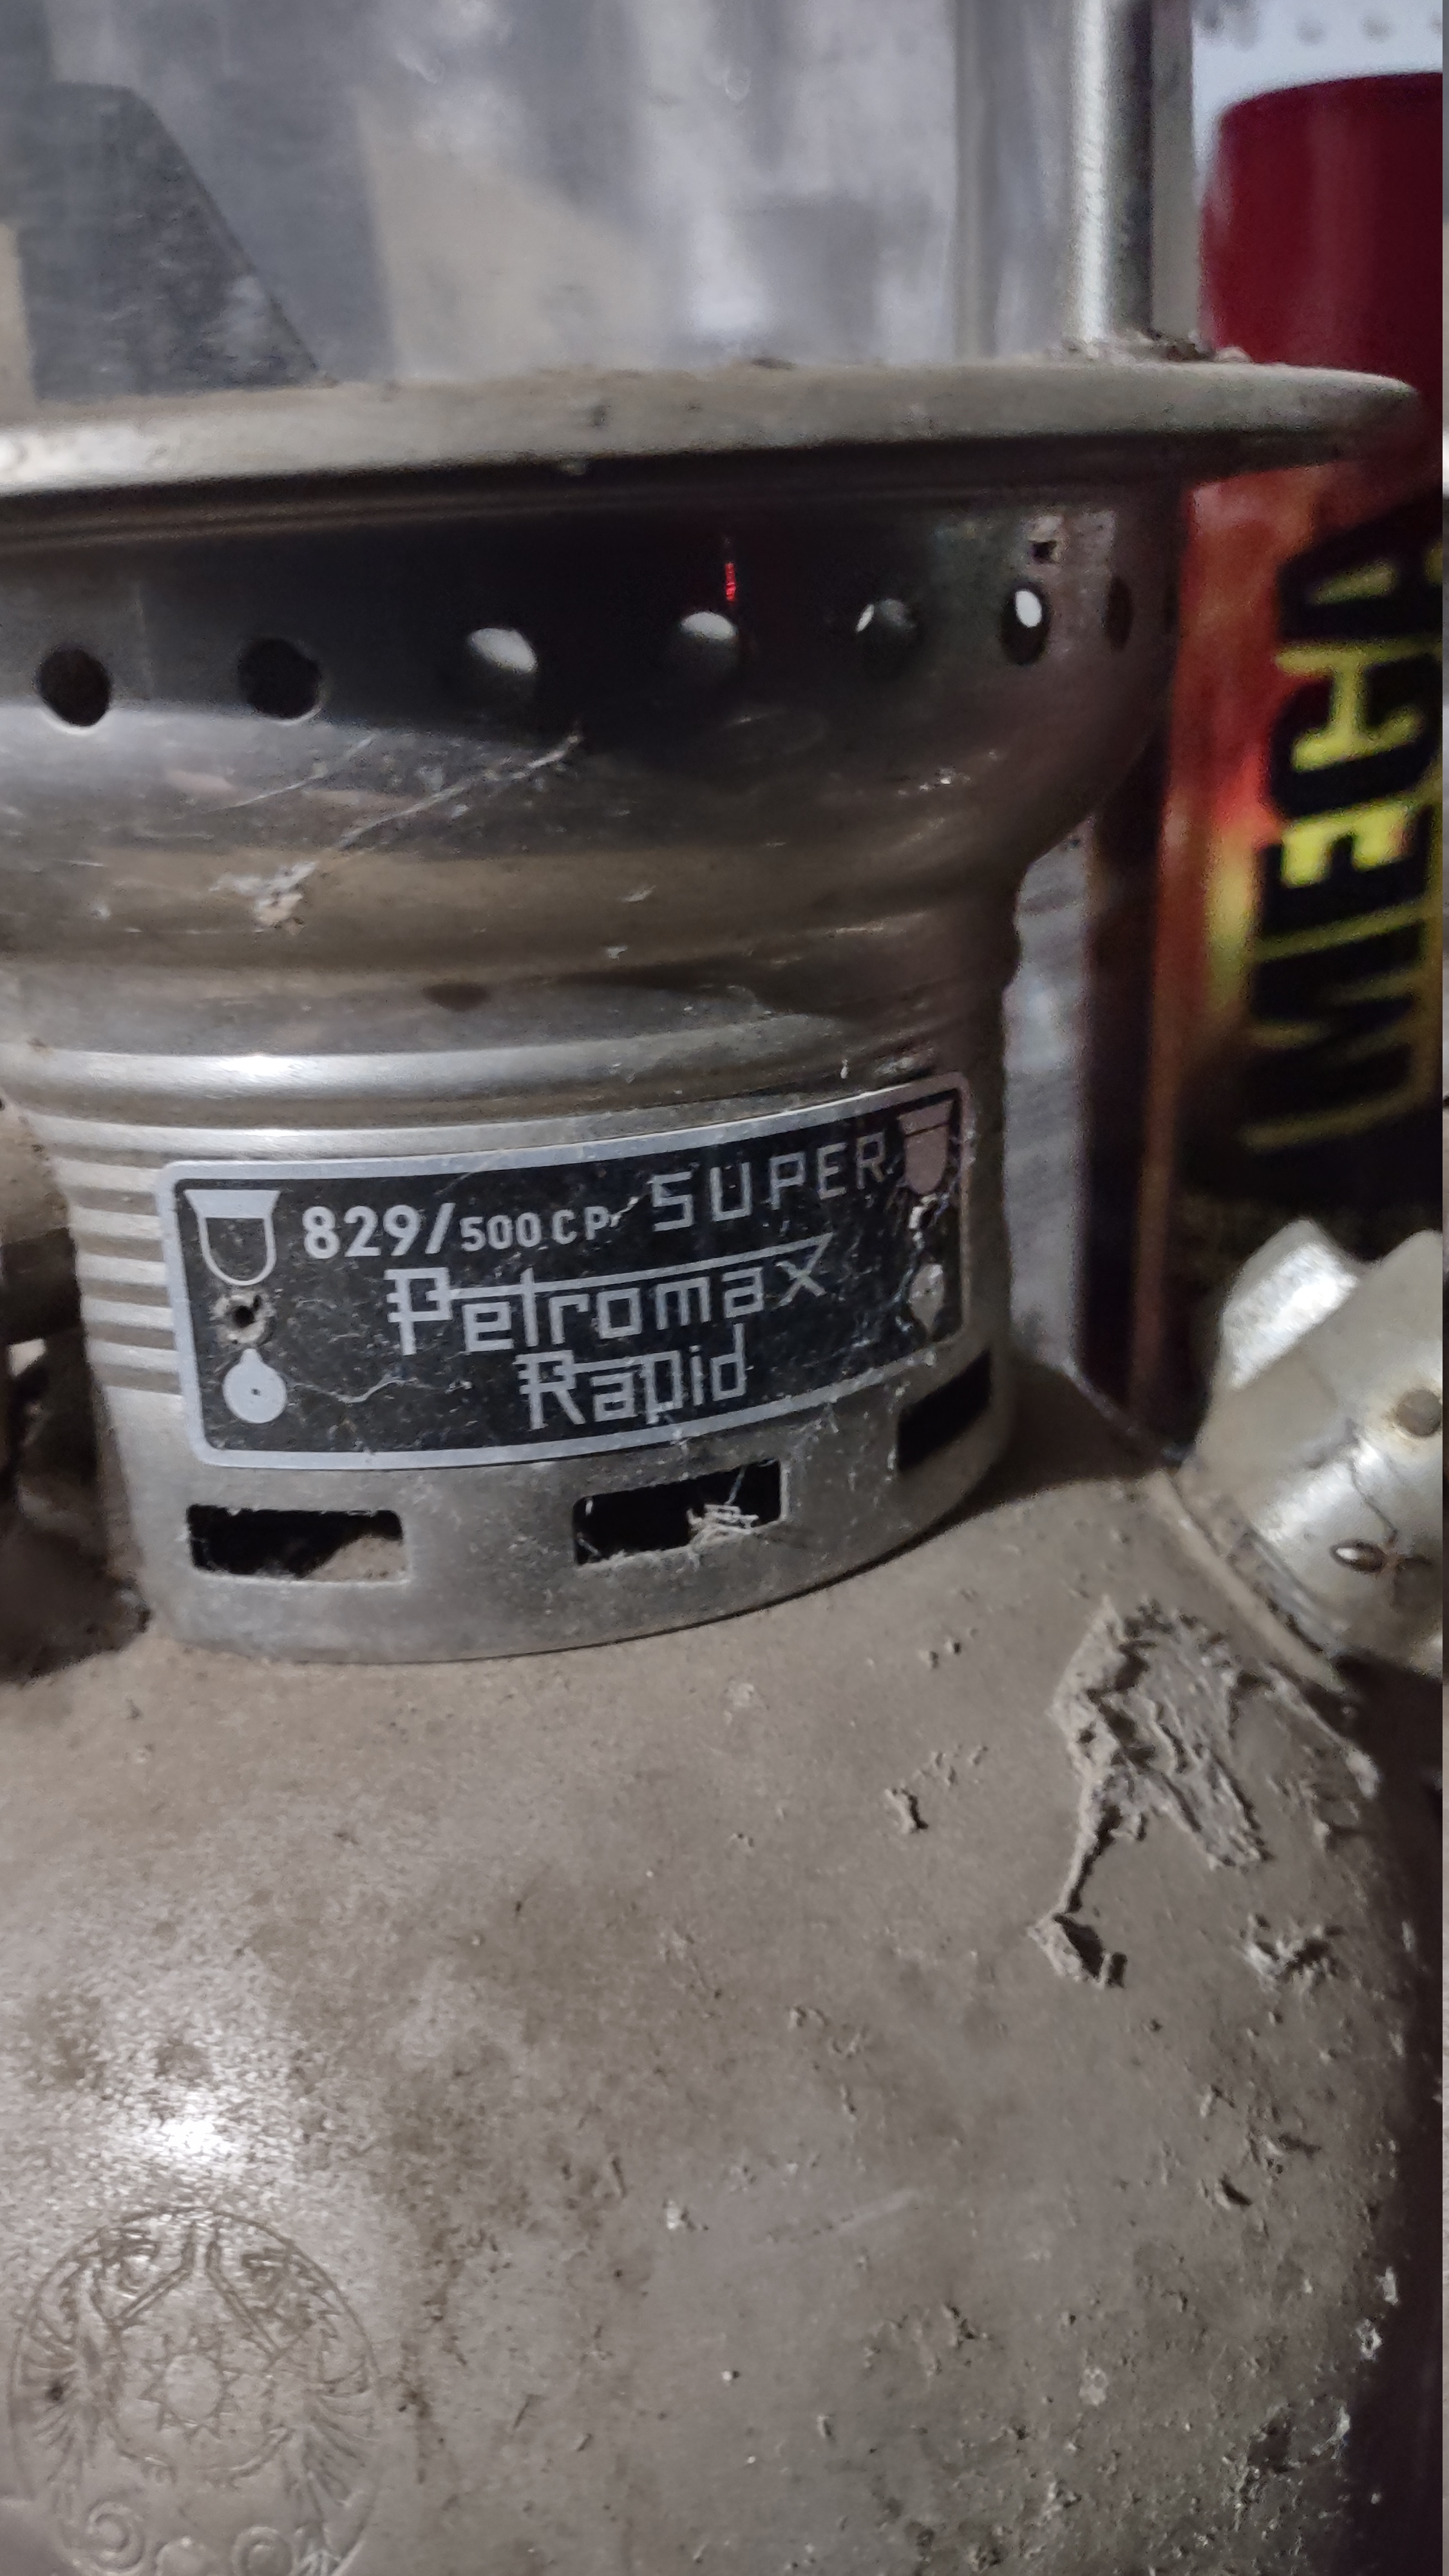 829/500 CP SUPER
Petromax
Rapid